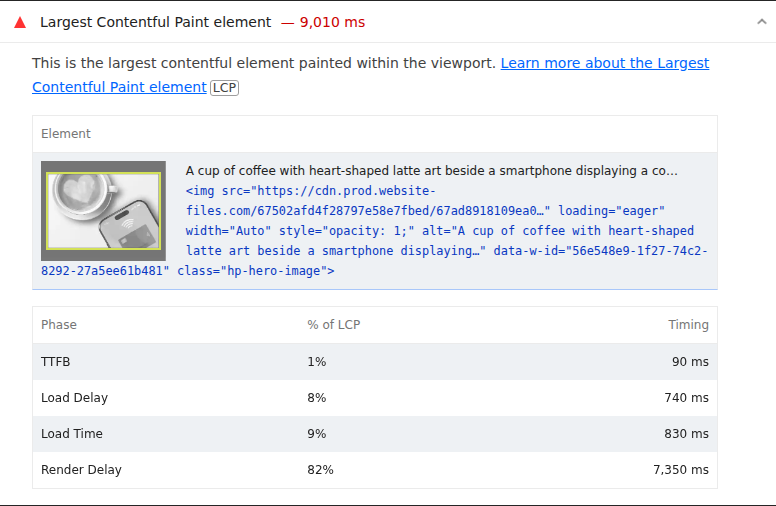 Largest Contentful Paint element — 9,010 ms
This is the largest contentful element painted within the viewport. Learn more about the Largest
Contentful Paint element LCP
Element
A cup of coffee with heart-shaped latte art beside a smartphone displaying a co…
<img src="https://cdn.prod.website-
files.com/67502afd4f28797e58e7fbed/67ad8918109ea0…" loading="eager"
width="Auto" style="opacity: 1;" alt="A cup of coffee with heart-shaped
latte art beside a smartphone displaying…" data-w-id="56e548e9-1f27-74c2-
8292-27a5ee61b481" class="hp-hero-image">
Phase % of LCP Timing
TTFB 1% 90 ms
Load Delay 8% 740 ms
Load Time 9% 830 ms
Render Delay 82% 7,350 ms